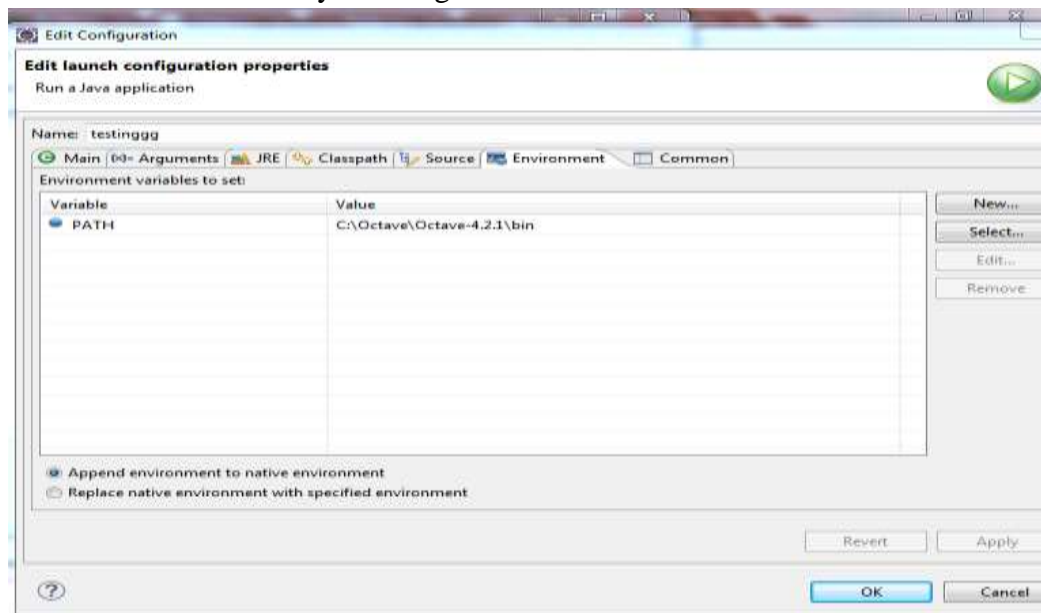 Edit Configuration
Edit launch configuration properties
Run a Java application
Name: testinggg
Main (x)= Arguments JRE Classpath Source Environment Common
Environment variables to set:
Variable Value New...
PATH C:\Octave\Octave-4.2.1\bin Select...
Edit...
Remove
Append environment to native environment
Replace native environment with specified environment
Revert Apply
? OK Cancel